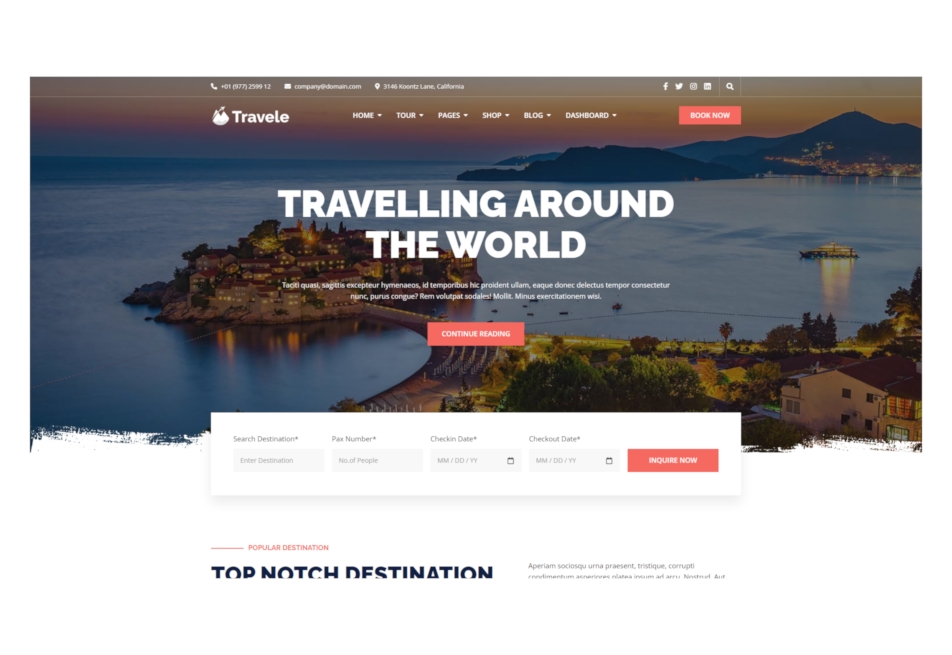 +01 (977) 2599 12 company@domain.com 3146 Koontz Lane, California
Travele HOME TOUR PAGES SHOP BLOG DASHBOARD BOOK NOW
TRAVELLING AROUND
THE WORLD
Taciti quasi, sagittis excepteur hymenaeos, id temporibus hic proident ullam, eaque donec delectus tempor consectetur
nunc, purus congue? Rem volutpat sodales! Mollit. Minus exercitationem wisi.
CONTINUE READING
Search Destination* Pax Number* Checkin Date* Checkout Date*
Enter Destination No.of People MM / DD / YY MM / DD / YY INQUIRE NOW
POPULAR DESTINATION
TOP NOTCH DESTINATION
Aperiam sociosqu urna praesent, tristique, corrupti
condimentum asperiores platea ipsum ad arcu. Nostrud. Aut